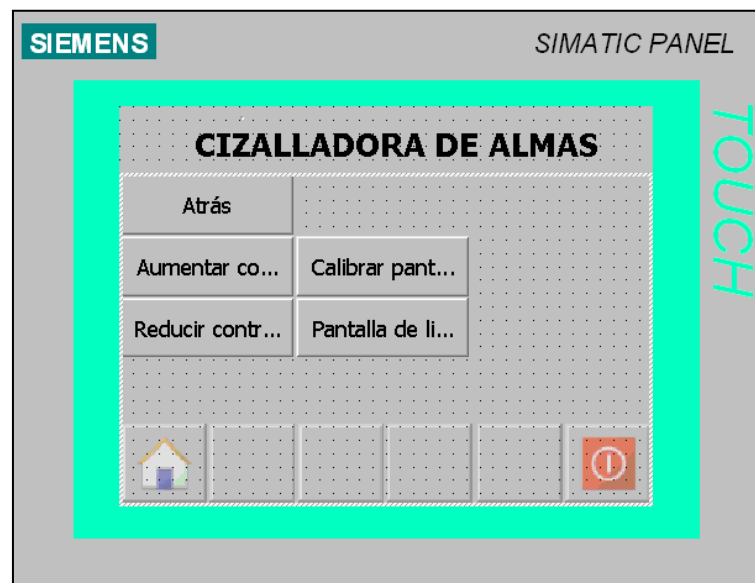 SIEMENS
SIMATIC PANEL
TOUCH
CIZALLADORA DE ALMAS
Atrás
Aumentar co...
Calibrar pant...
Reducir contr...
Pantalla de li...